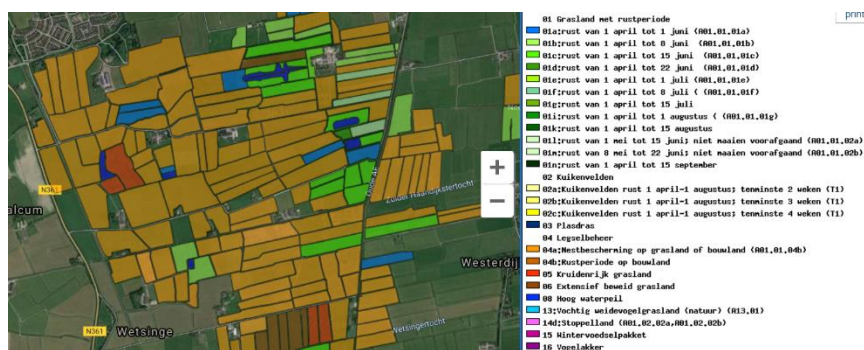 print
01 Grasland met rustperiode
01a;rust van 1 april tot 1 juni (A01.01.01a)
01b;rust van 1 april tot 8 juni (A01.01.01b)
01c;rust van 1 april tot 15 juni (A01.01.01c)
01d;rust van 1 april tot 22 juni (A01.01.01d)
01e;rust van 1 april tot 1 juli (A01.01.01e)
01f;rust van 1 april tot 8 juli ( (A01.01.01f)
01g;rust van 1 april tot 15 juli
01i;rust van 1 april tot 1 augustus ( (A01.01.01g)
01k;rust van 1 april tot 15 augustus
01l;rust van 1 mei tot 15 juni; niet maaien voorafgaand (A01.01.02a)
01m;rust van 8 mei tot 22 juni; niet maaien voorafgaand (A01.01.02b)
01n;rust van 1 april tot 15 september
02 Kuikenvelden
02a;Kuikenvelden rust 1 april-1 augustus; tenminste 2 weken (T1)
02b;Kuikenvelden rust 1 april-1 augustus; tenminste 3 weken (T1)
02c;Kuikenvelden rust 1 april-1 augustus; tenminste 4 weken (T1)
03 Plasdras
04 Legselbeheer
04a;Nestbescherming op grasland of bouwland (A01.01.04b)
04b;Rustperiode op bouwland
05 Kruidenrijk grasland
06 Extensief beweid grasland
08 Hoog waterpeil
13;Vochtig weidevogelgrasland (natuur) (A13.01)
14d;Stoppelland (A01.02.02a,A01.02.02b)
15 Wintervoedselpakket
16 Vogelakker
N361
alcum
+
−
Westerdij
Wetsingertocht
N361
Wetsinge